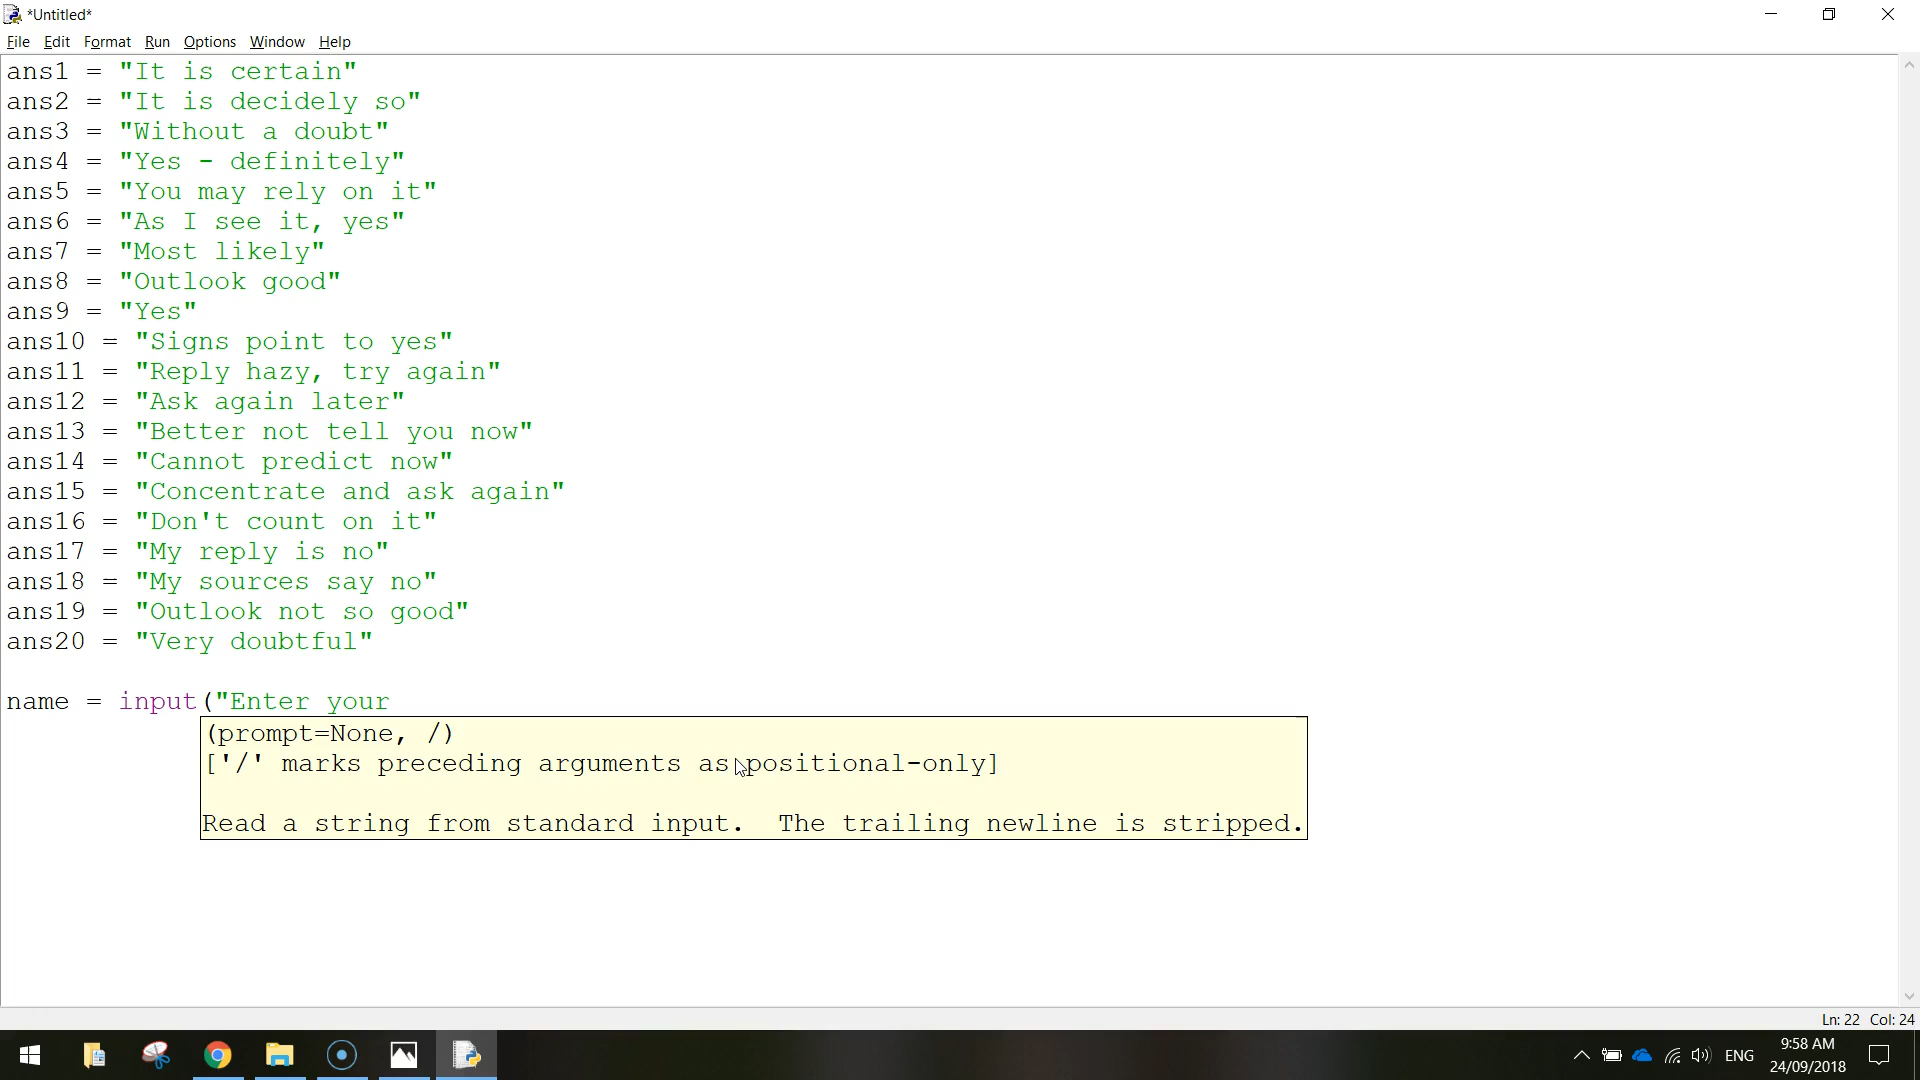 *Untitled*
File Edit Format Run Options Window Help
ans1 = "It is certain"
ans2 = "It is decidely so"
ans3 = "Without a doubt"
ans4 = "Yes - definitely"
ans5 = "You may rely on it"
ans6 = "As I see it, yes"
ans7 = "Most likely"
ans8 = "Outlook good"
ans9 = "Yes"
ans10 = "Signs point to yes"
ans11 = "Reply hazy, try again"
ans12 = "Ask again later"
ans13 = "Better not tell you now"
ans14 = "Cannot predict now"
ans15 = "Concentrate and ask again"
ans16 = "Don't count on it"
ans17 = "My reply is no"
ans18 = "My sources say no"
ans19 = "Outlook not so good"
ans20 = "Very doubtful"
name = input("Enter your
(prompt=None, /)
['/' marks preceding arguments as positional-only]
Read a string from standard input.  The trailing newline is stripped.
Ln: 22 Col: 24
ENG
9:58 AM
24/09/2018